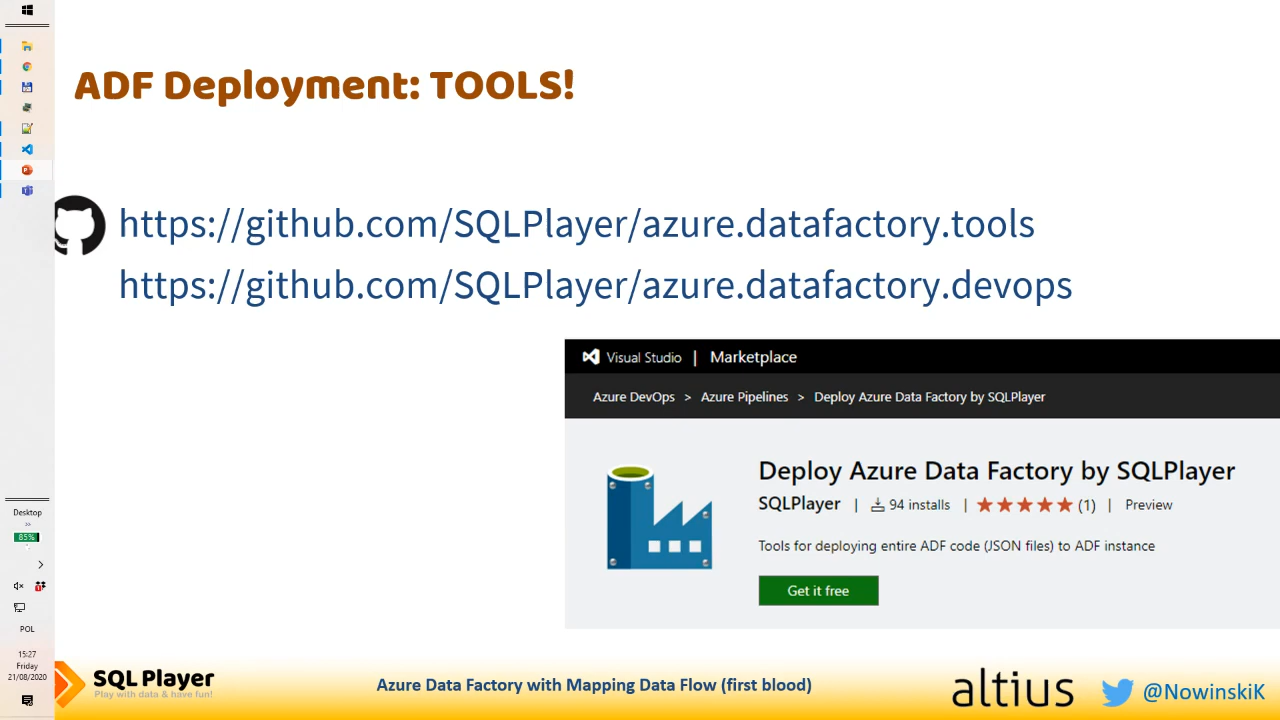 ADF Deployment: TOOLS!
https://github.com/SQLPlayer/azure.datafactory.tools
https://github.com/SQLPlayer/azure.datafactory.devops
Visual Studio | Marketplace
Azure DevOps > Azure Pipelines > Deploy Azure Data Factory by SQLPlayer
Deploy Azure Data Factory by SQLPlayer
SQLPlayer | 94 installs | (1) | Preview
Tools for deploying entire ADF code (JSON files) to ADF instance
Get it free
Desktop
85%
POL
15:27
Friday
21/08/2020
SQL Player
Play with data & have fun!
Azure Data Factory with Mapping Data Flow (first blood)
altius
@NowinskiK